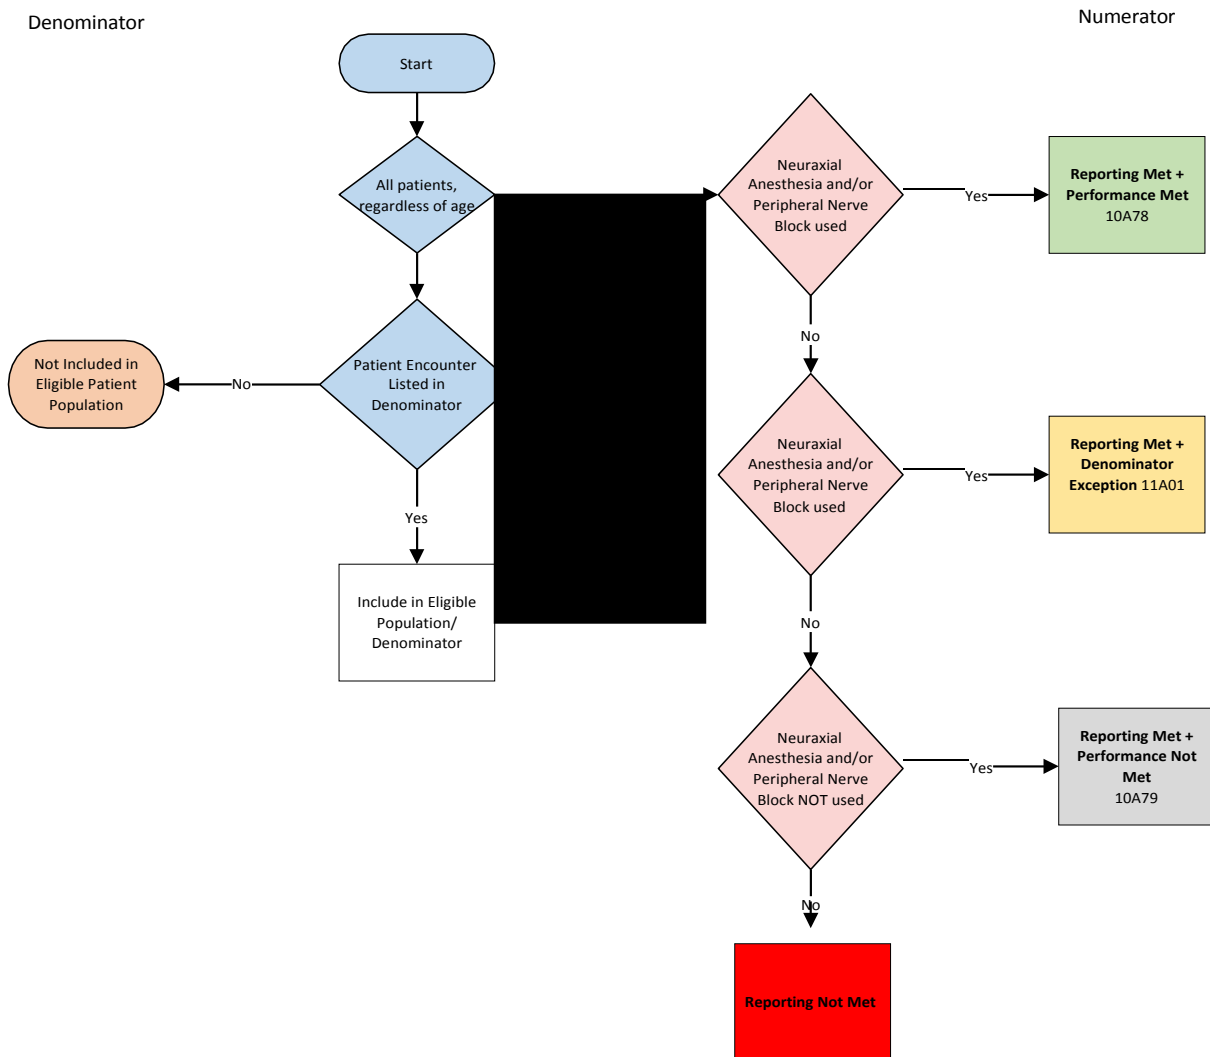 Denominator
Numerator
Start
All patients,
regardless of age
Patient Encounter
Listed in
Denominator
No
Not Included in
Eligible Patient
Population
Yes
Include in Eligible
Population/
Denominator
Neuraxial
Anesthesia and/or
Peripheral Nerve
Block used
Yes
Reporting Met +
Performance Met
10A78
No
Neuraxial
Anesthesia and/or
Peripheral Nerve
Block used
Yes
Reporting Met +
Denominator
Exception 11A01
No
Neuraxial
Anesthesia and/or
Peripheral Nerve
Block NOT used
Yes
Reporting Met +
Performance Not
Met
10A79
No
Reporting Not Met